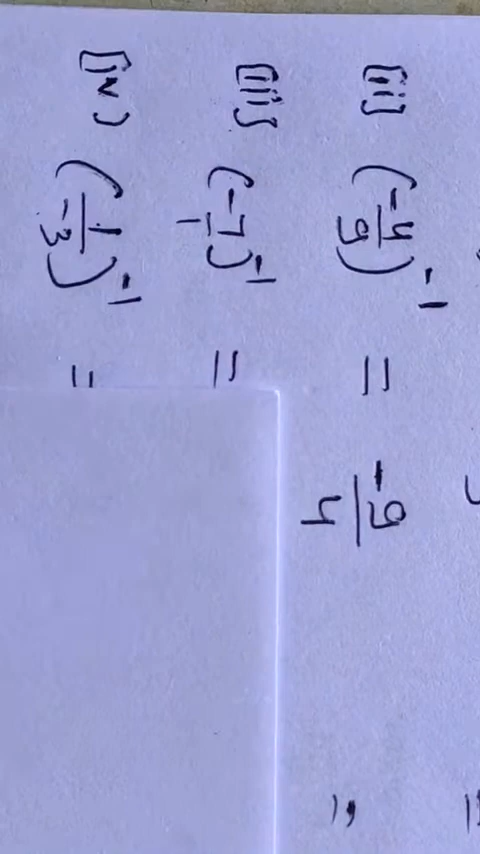 [ii] (-4/9)^-1 = -9/4 "
[iii] (-7/1)^-1 =
[iv) (1/-3)^-1 =